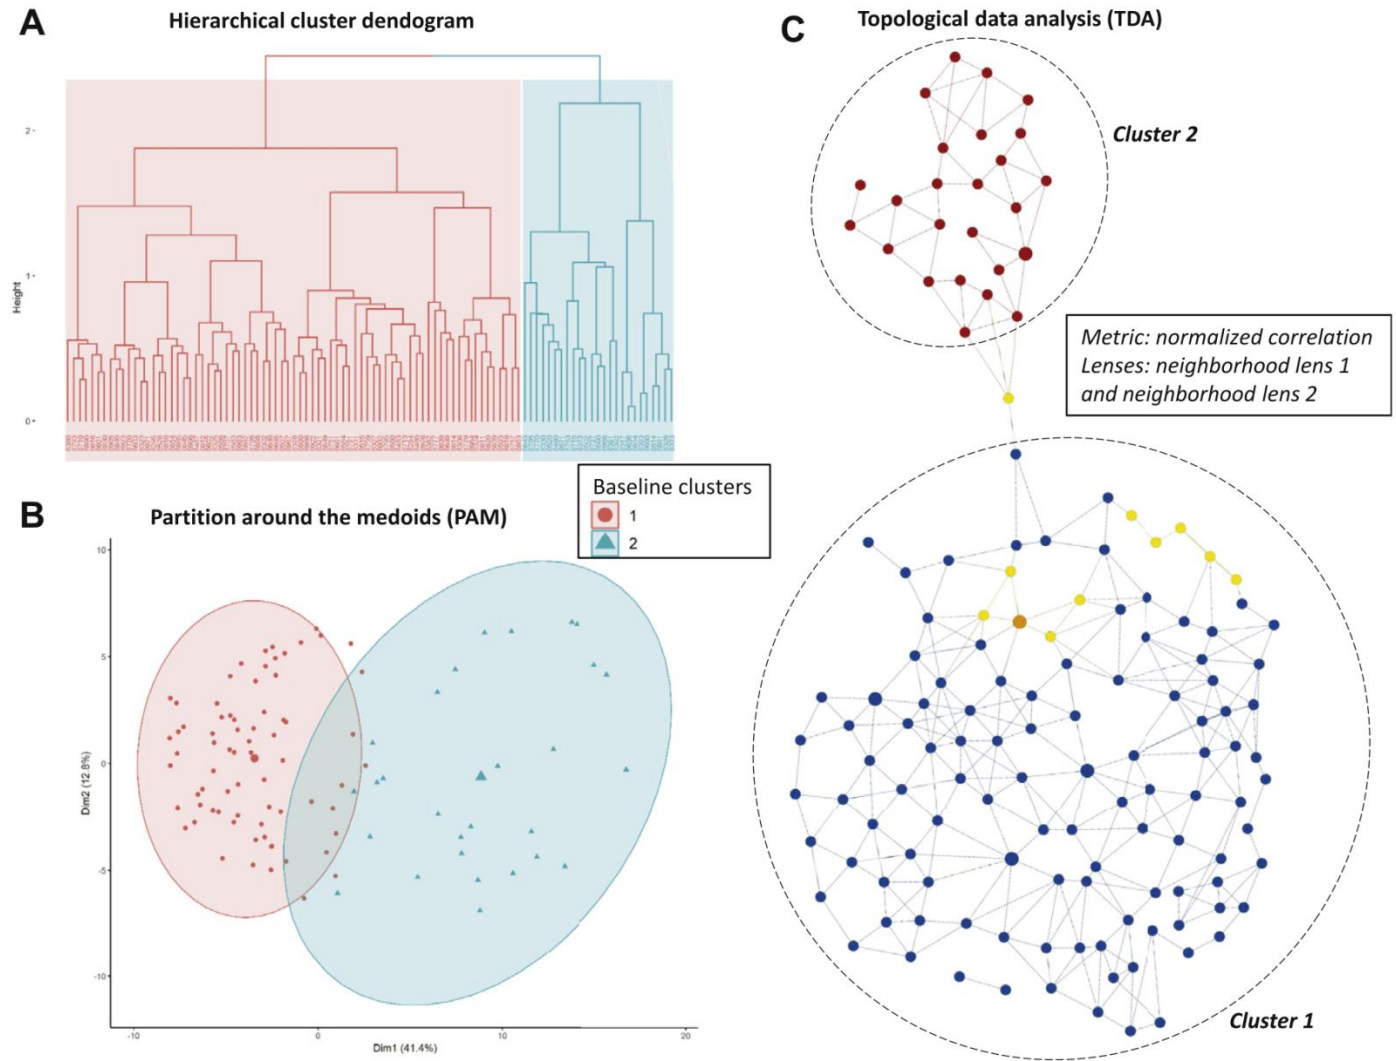 A
Hierarchical cluster dendogram
2
1
0
Height
B
Partition around the medoids (PAM)
Baseline clusters
1
2
10
5
0
-5
-10
Dim2 (12.8%)
-10
0
10
20
Dim1 (41.4%)
C
Topological data analysis (TDA)
Cluster 2
Metric: normalized correlation
Lenses: neighborhood lens 1
and neighborhood lens 2
Cluster 1